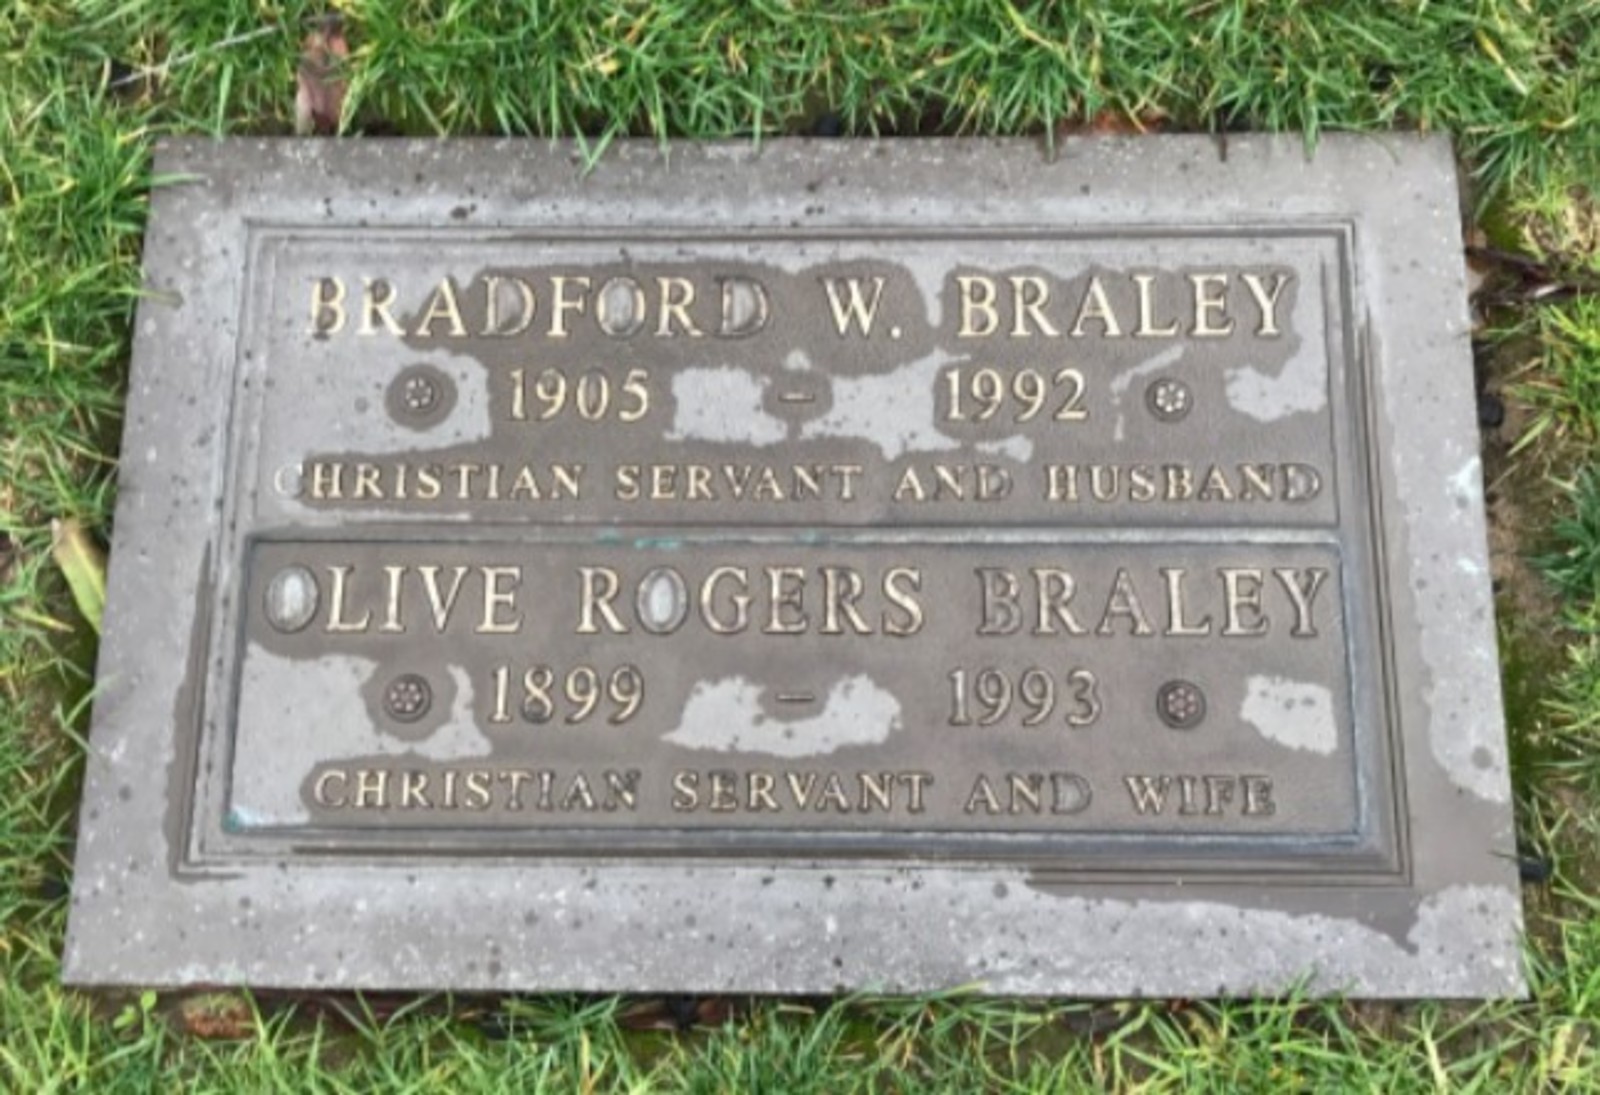 BRADFORD W. BRALEY
1905 - 1992
CHRISTIAN SERVANT AND HUSBAND
OLIVE ROGERS BRALEY
1899 - 1993
CHRISTIAN SERVANT AND WIFE